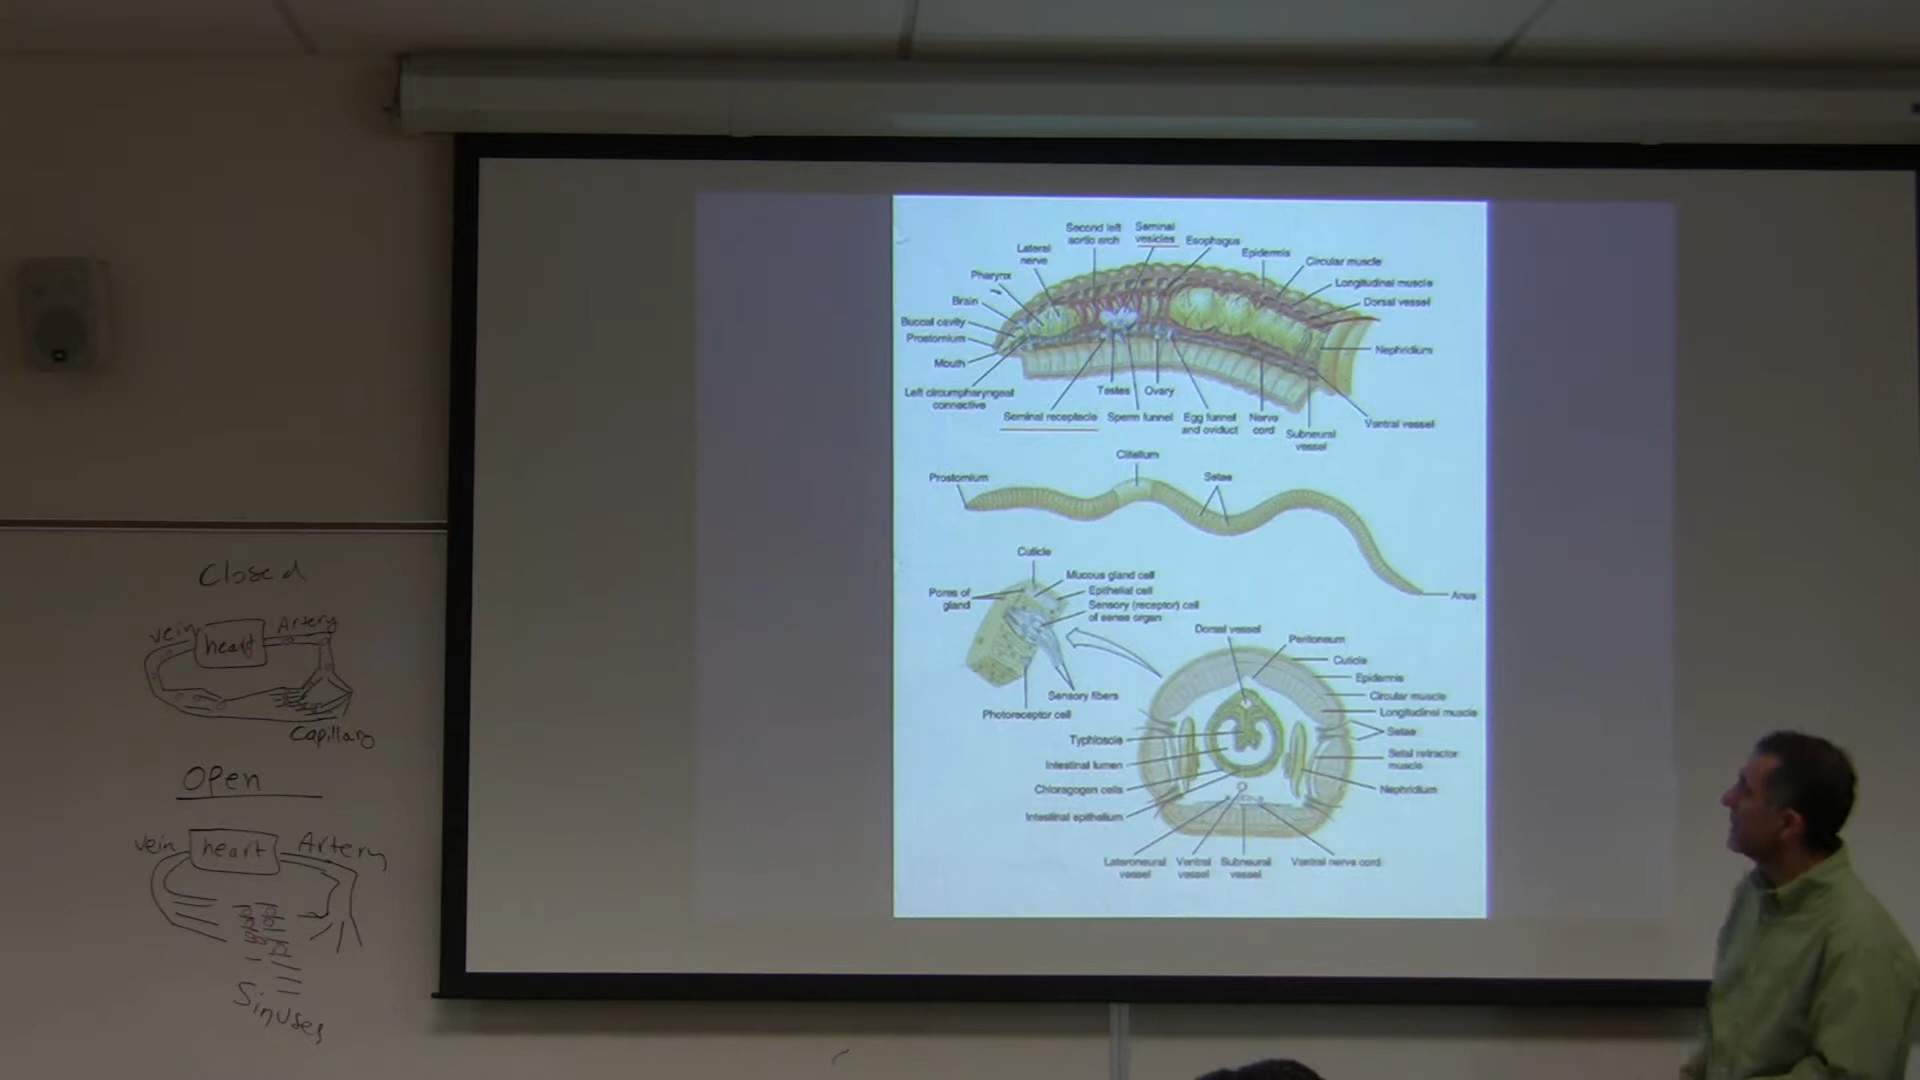 Closed
vein
heart
Artery
Capillary
Open
vein
heart
Artery
Sinuses
Second left
aortic arch
Seminal
vesicles
Esophagus
Lateral
nerve
Epidermis
Circular muscle
Pharynx
Longitudinal muscle
Brain
Dorsal vessel
Buccal cavity
Prostomium
Nephridium
Mouth
Left circumpharyngeal
connective
Testes
Ovary
Seminal receptacle
Sperm funnel
Egg funnel
and oviduct
Nerve
cord
Subneural
vessel
Ventral vessel
Clitellum
Prostomium
Setae
Anus
Cuticle
Mucous gland cell
Pores of
gland
Epithelial cell
Sensory (receptor) cell
of sense organ
Sensory fibers
Photoreceptor cell
Dorsal vessel
Peritoneum
Cuticle
Epidermis
Circular muscle
Longitudinal muscle
Setae
Typhlosole
Setal retractor
muscle
Intestinal lumen
Chloragogen cells
Nephridium
Intestinal epithelium
Lateroneural
vessel
Ventral
vessel
Subneural
vessel
Ventral nerve cord